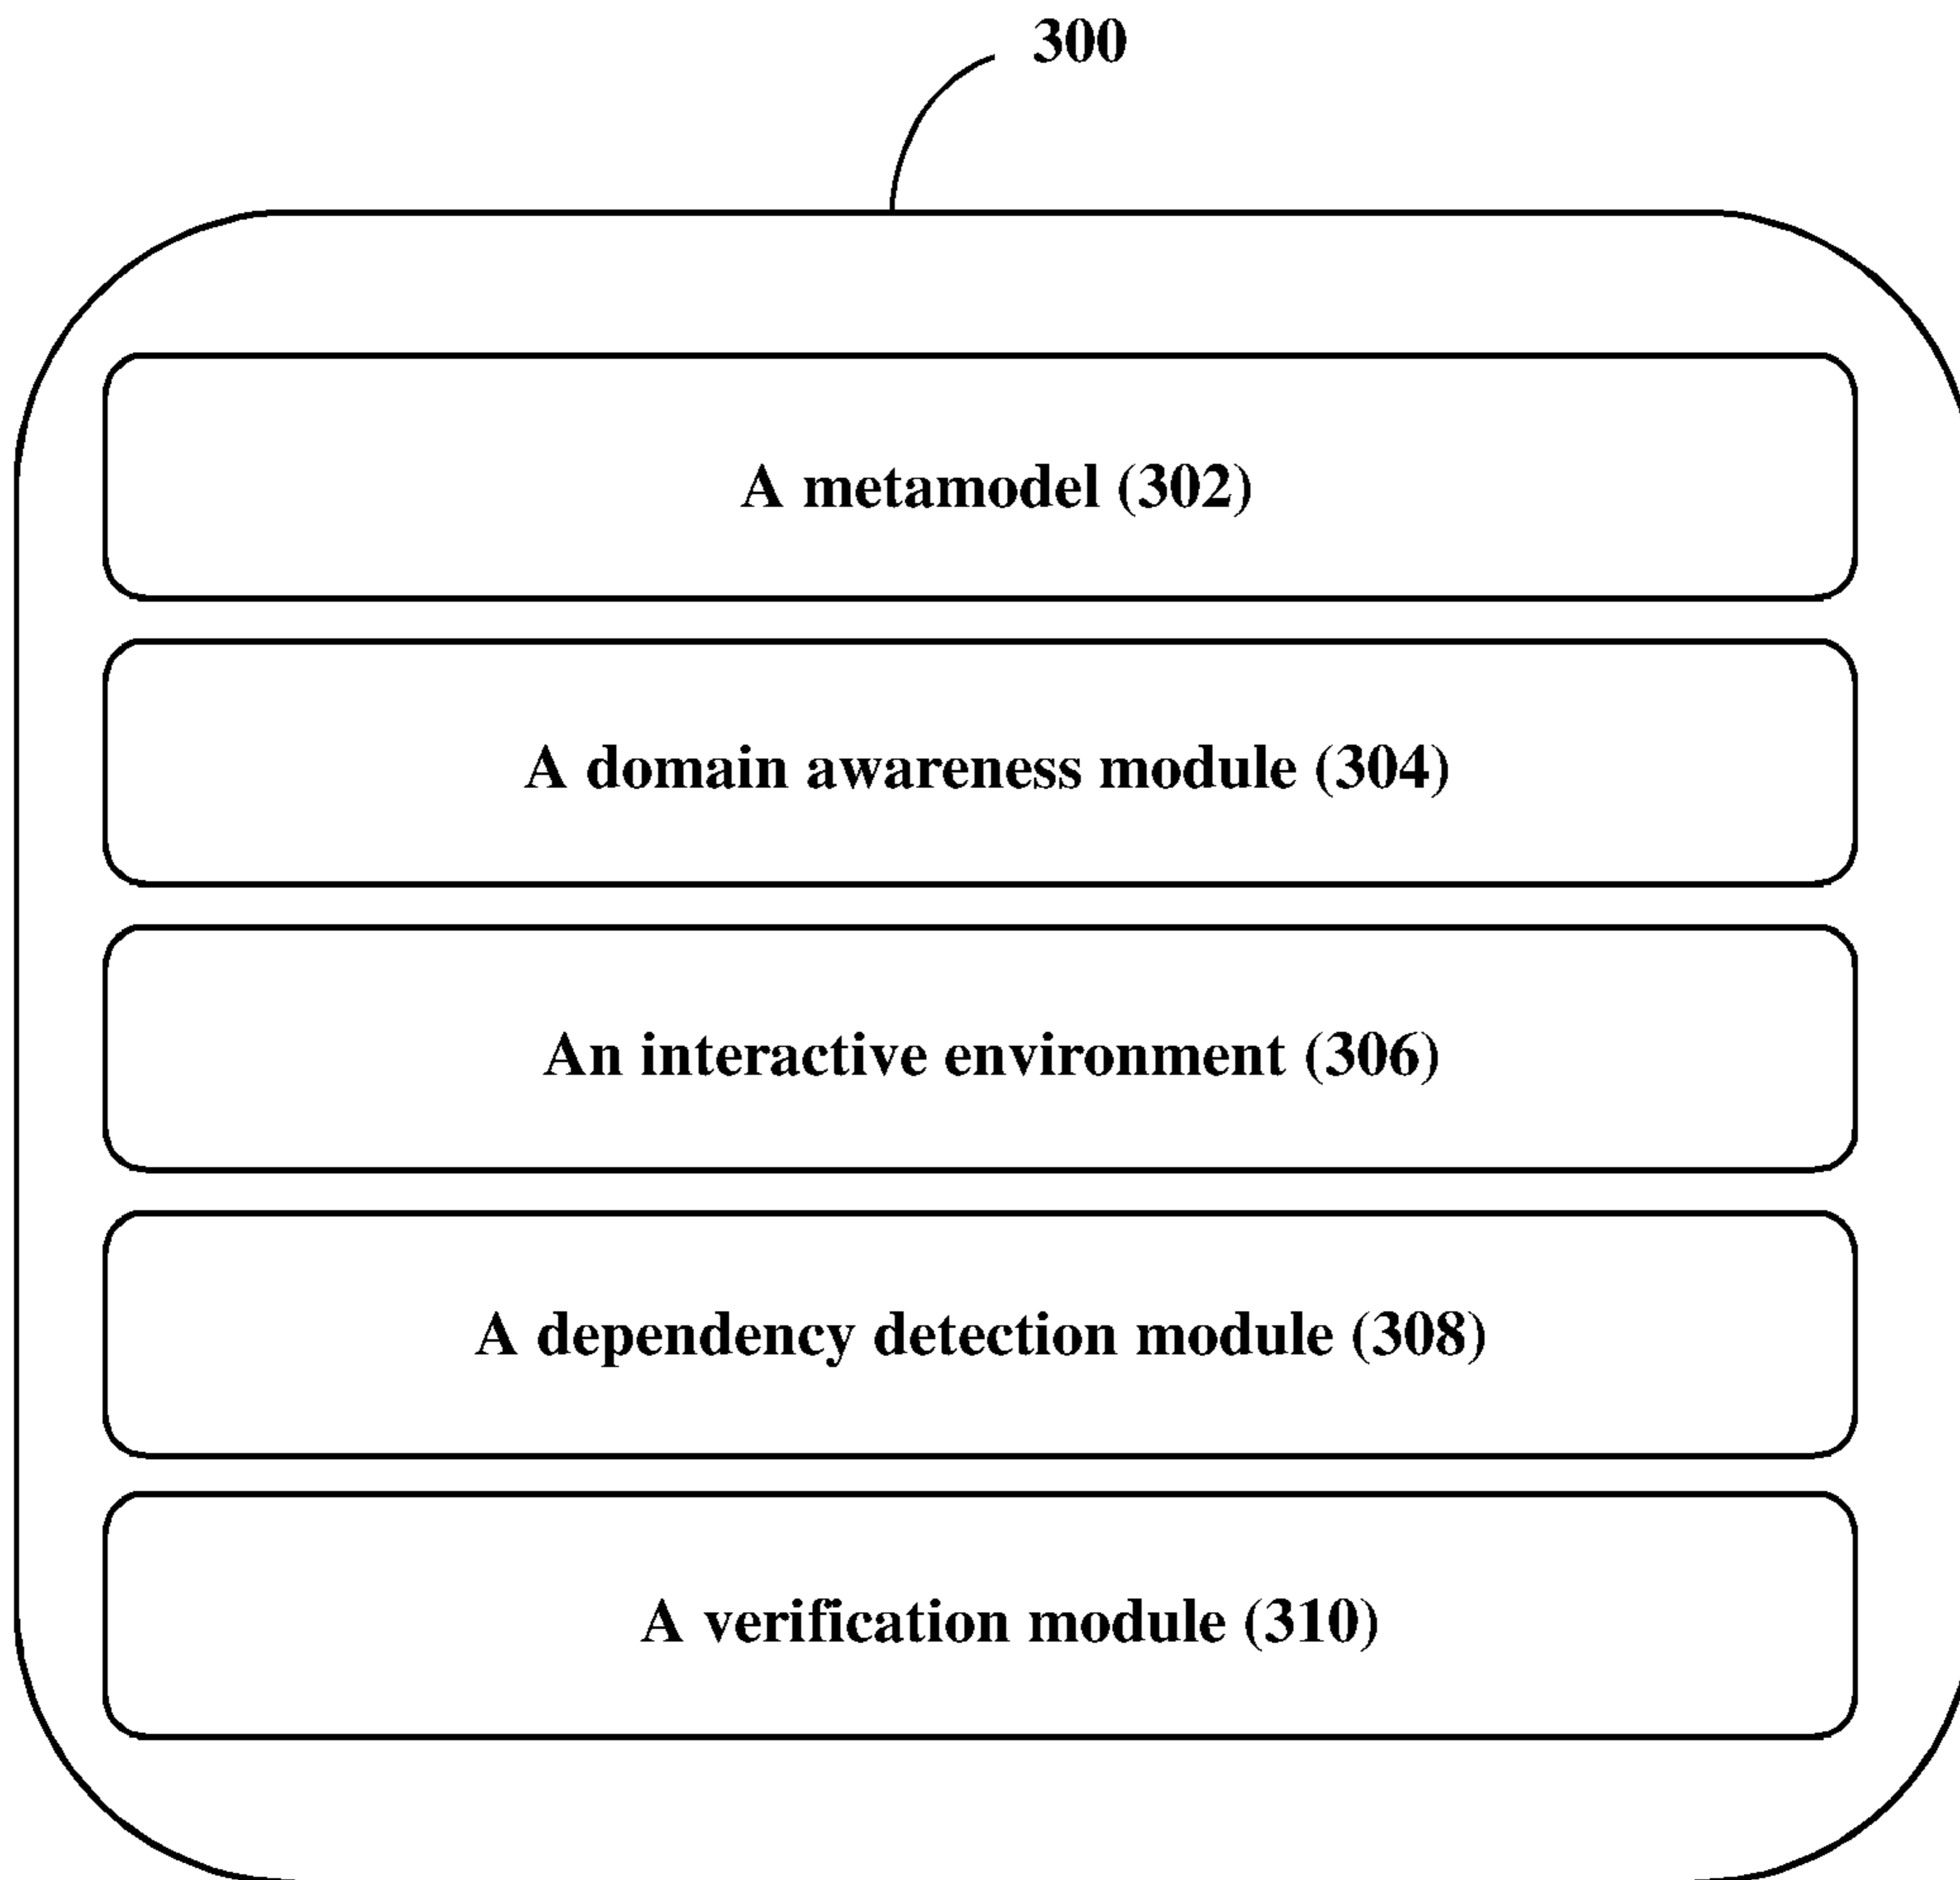 300
A metamodel (302)
A domain awareness module (304)
An interactive environment (306)
A dependency detection module (308)
A verification module (310)